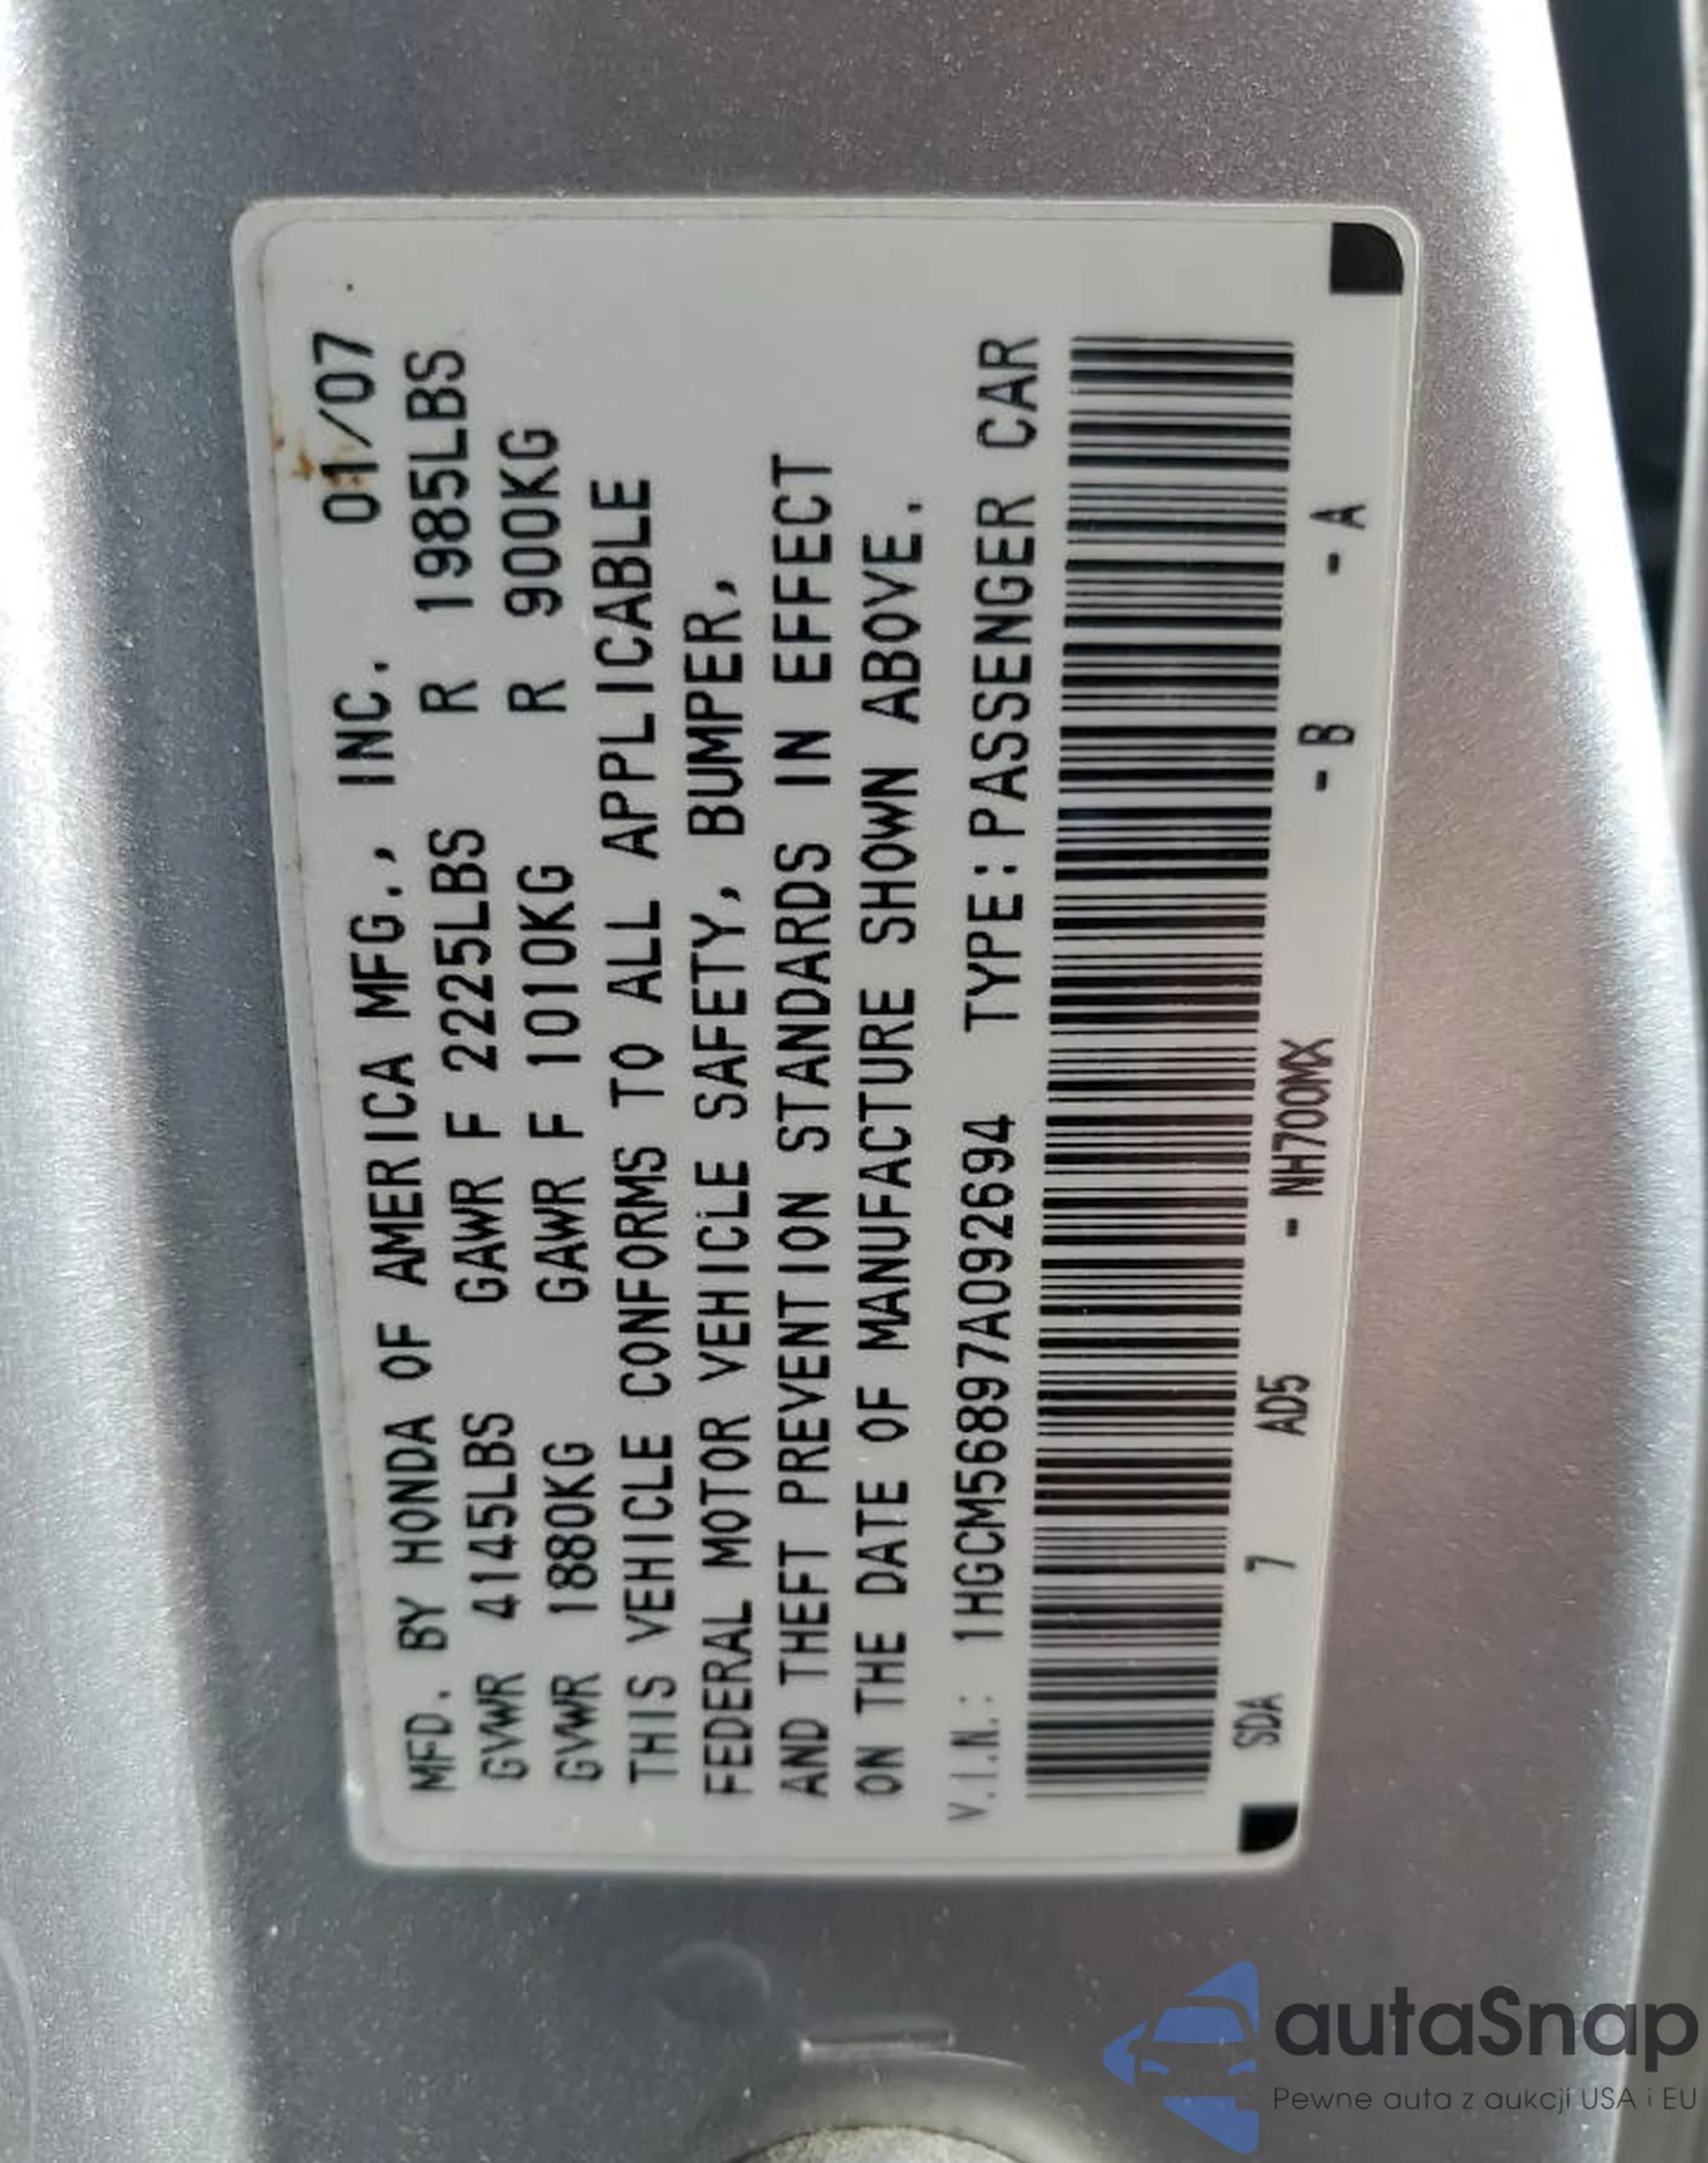 MFD. BY HONDA OF AMERICA MFG., INC. 01/07
GVWR 4145LBS GAWR F 2225LBS R 1985LBS
GVWR 1880KG GAWR F 1010KG R 900KG
THIS VEHICLE CONFORMS TO ALL APPLICABLE
FEDERAL MOTOR VEHICLE SAFETY, BUMPER,
AND THEFT PREVENTION STANDARDS IN EFFECT
ON THE DATE OF MANUFACTURE SHOWN ABOVE.
V.I.N.: 1HGCM56897A092694 TYPE:PASSENGER CAR
SDA 7 AD5 - NH700MX - B - A
autaSnap
Pewne auta z aukcji USA i EU